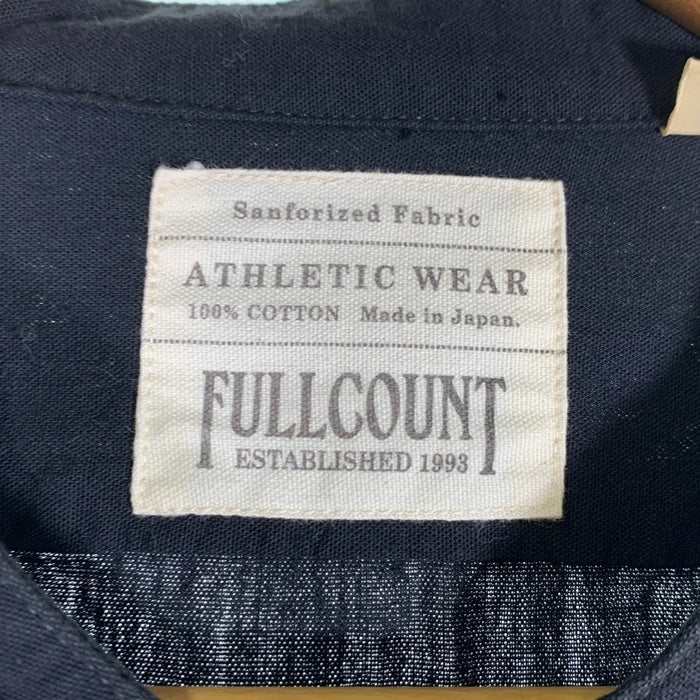 Sanforized Fabric
ATHLETIC WEAR
100% COTTON Made in Japan.
FULLCOUNT
ESTABLISHED 1993